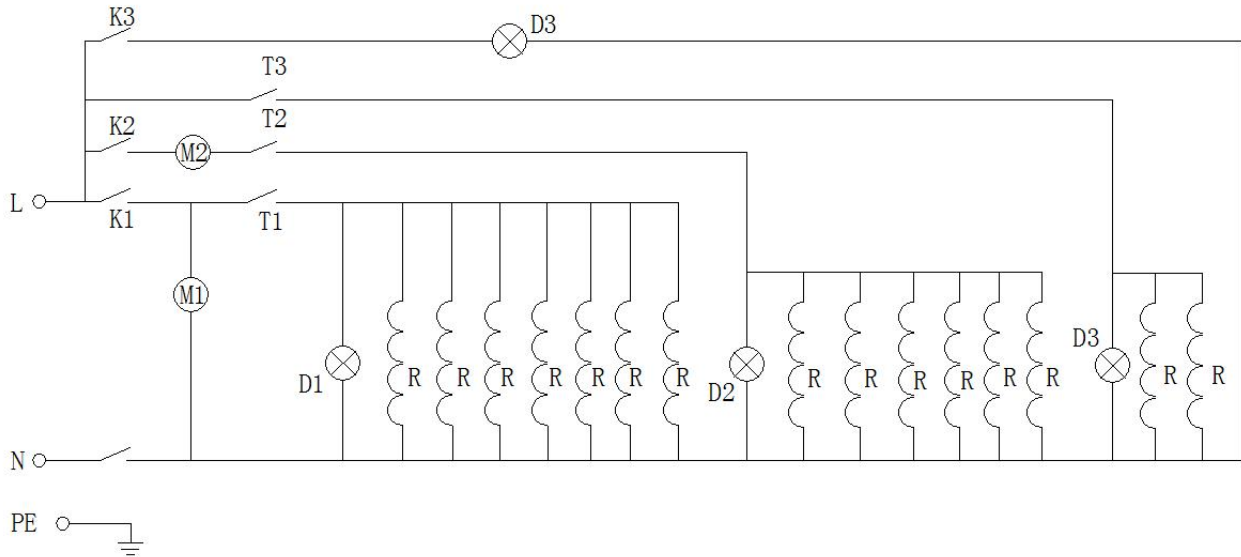 K3 D3
T3
K2 M2 T2
L K1 T1
M1
D1 R R R R R R R D2 R R R R R R D3 R R
N
PE